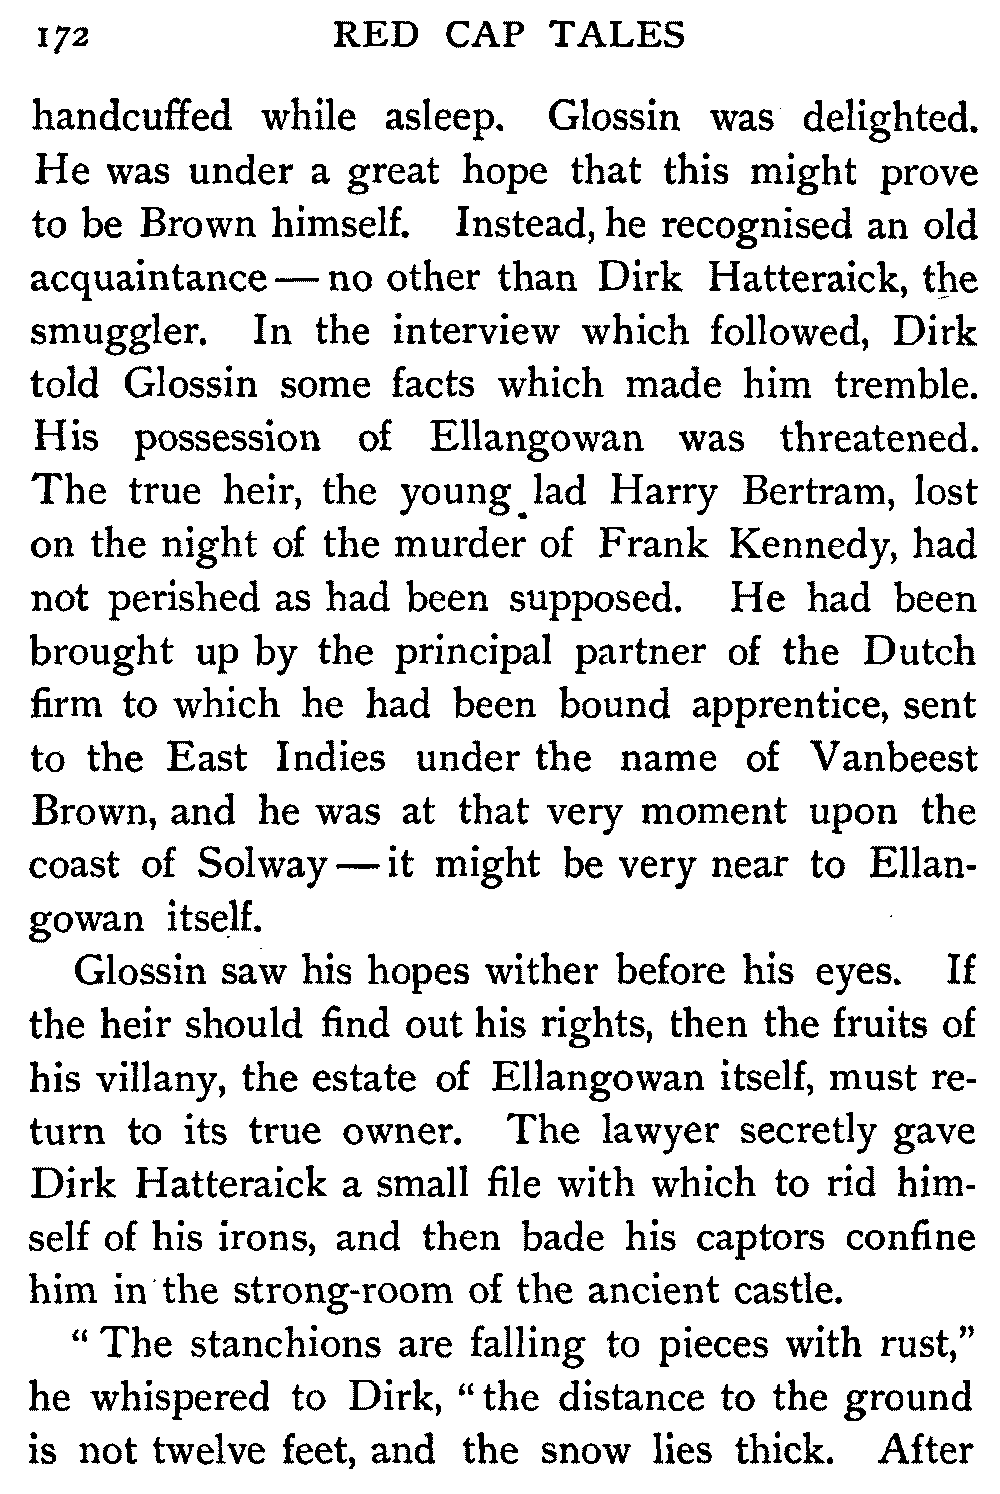 172 RED CAP TALES
handcuffed while asleep. Glossin was delighted.
He was under a great hope that this might prove
to be Brown himself. Instead, he recognised an old
acquaintance — no other than Dirk Hatteraick, the
smuggler. In the interview which followed, Dirk
told Glossin some facts which made him tremble.
His possession of Ellangowan was threatened.
The true heir, the young lad Harry Bertram, lost
on the night of the murder of Frank Kennedy, had
not perished as had been supposed. He had been
brought up by the principal partner of the Dutch
firm to which he had been bound apprentice, sent
to the East Indies under the name of Vanbeest
Brown, and he was at that very moment upon the
coast of Solway — it might be very near to Ellan-
gowan itself.
Glossin saw his hopes wither before his eyes. If
the heir should find out his rights, then the fruits of
his villany, the estate of Ellangowan itself, must re-
turn to its true owner. The lawyer secretly gave
Dirk Hatteraick a small file with which to rid him-
self of his irons, and then bade his captors confine
him in the strong-room of the ancient castle.
“The stanchions are falling to pieces with rust,”
he whispered to Dirk, “the distance to the ground
is not twelve feet, and the snow lies thick. After